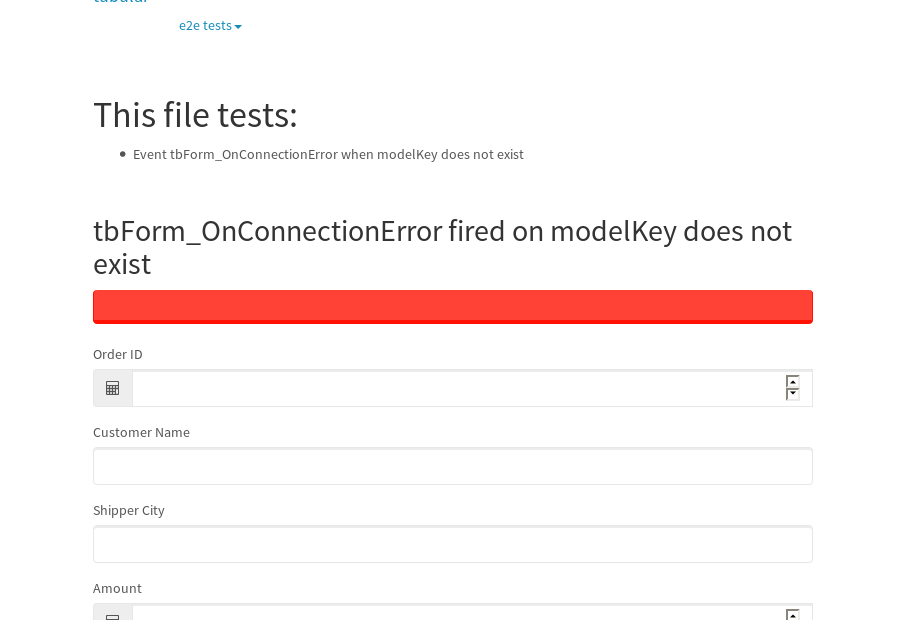 tabular
e2e tests
This file tests:
Event tbForm_OnConnectionError when modelKey does not exist
tbForm_OnConnectionError fired on modelKey does not
exist
Order ID
Customer Name
Shipper City
Amount